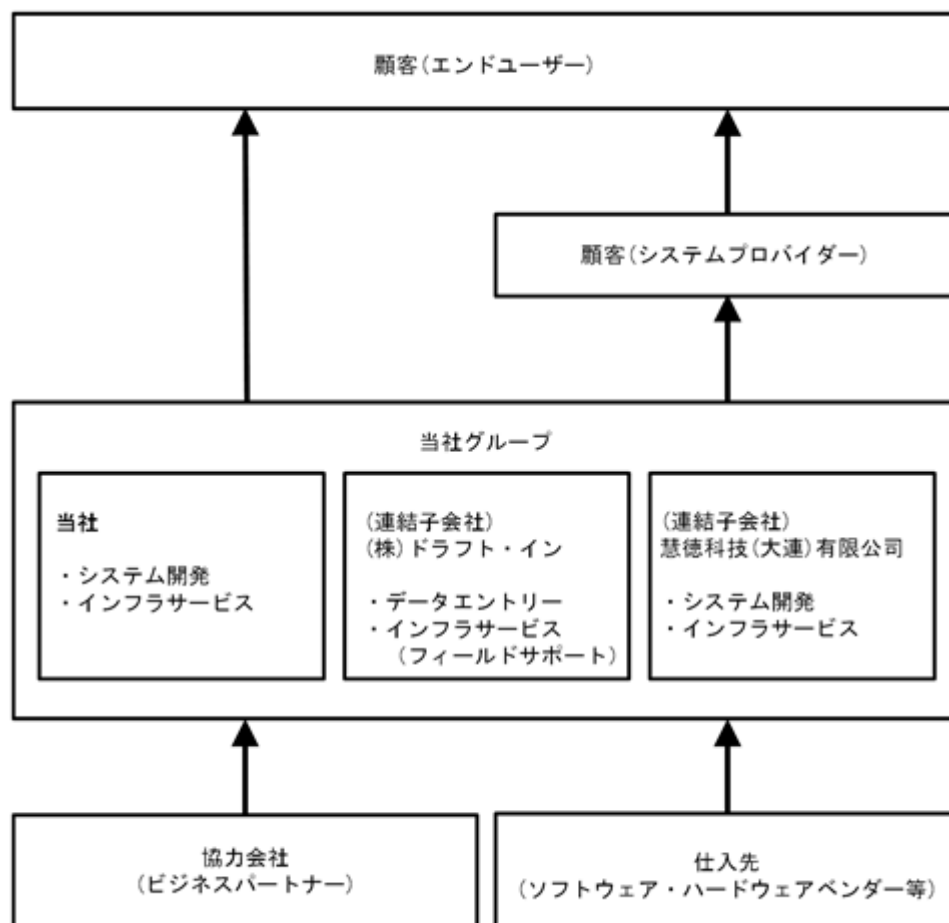 顧客(エンドユーザー)
顧客(システムプロバイダー)
当社グループ
当社
・システム開発
・インフラサービス
(連結子会社)
(株)ドラフト・イン
・データエントリー
・インフラサービス
(フィールドサポート)
(連結子会社)
慧徳科技(大連)有限公司
・システム開発
・インフラサービス
協力会社
(ビジネスパートナー)
仕入先
(ソフトウェア・ハードウェアベンダー等)